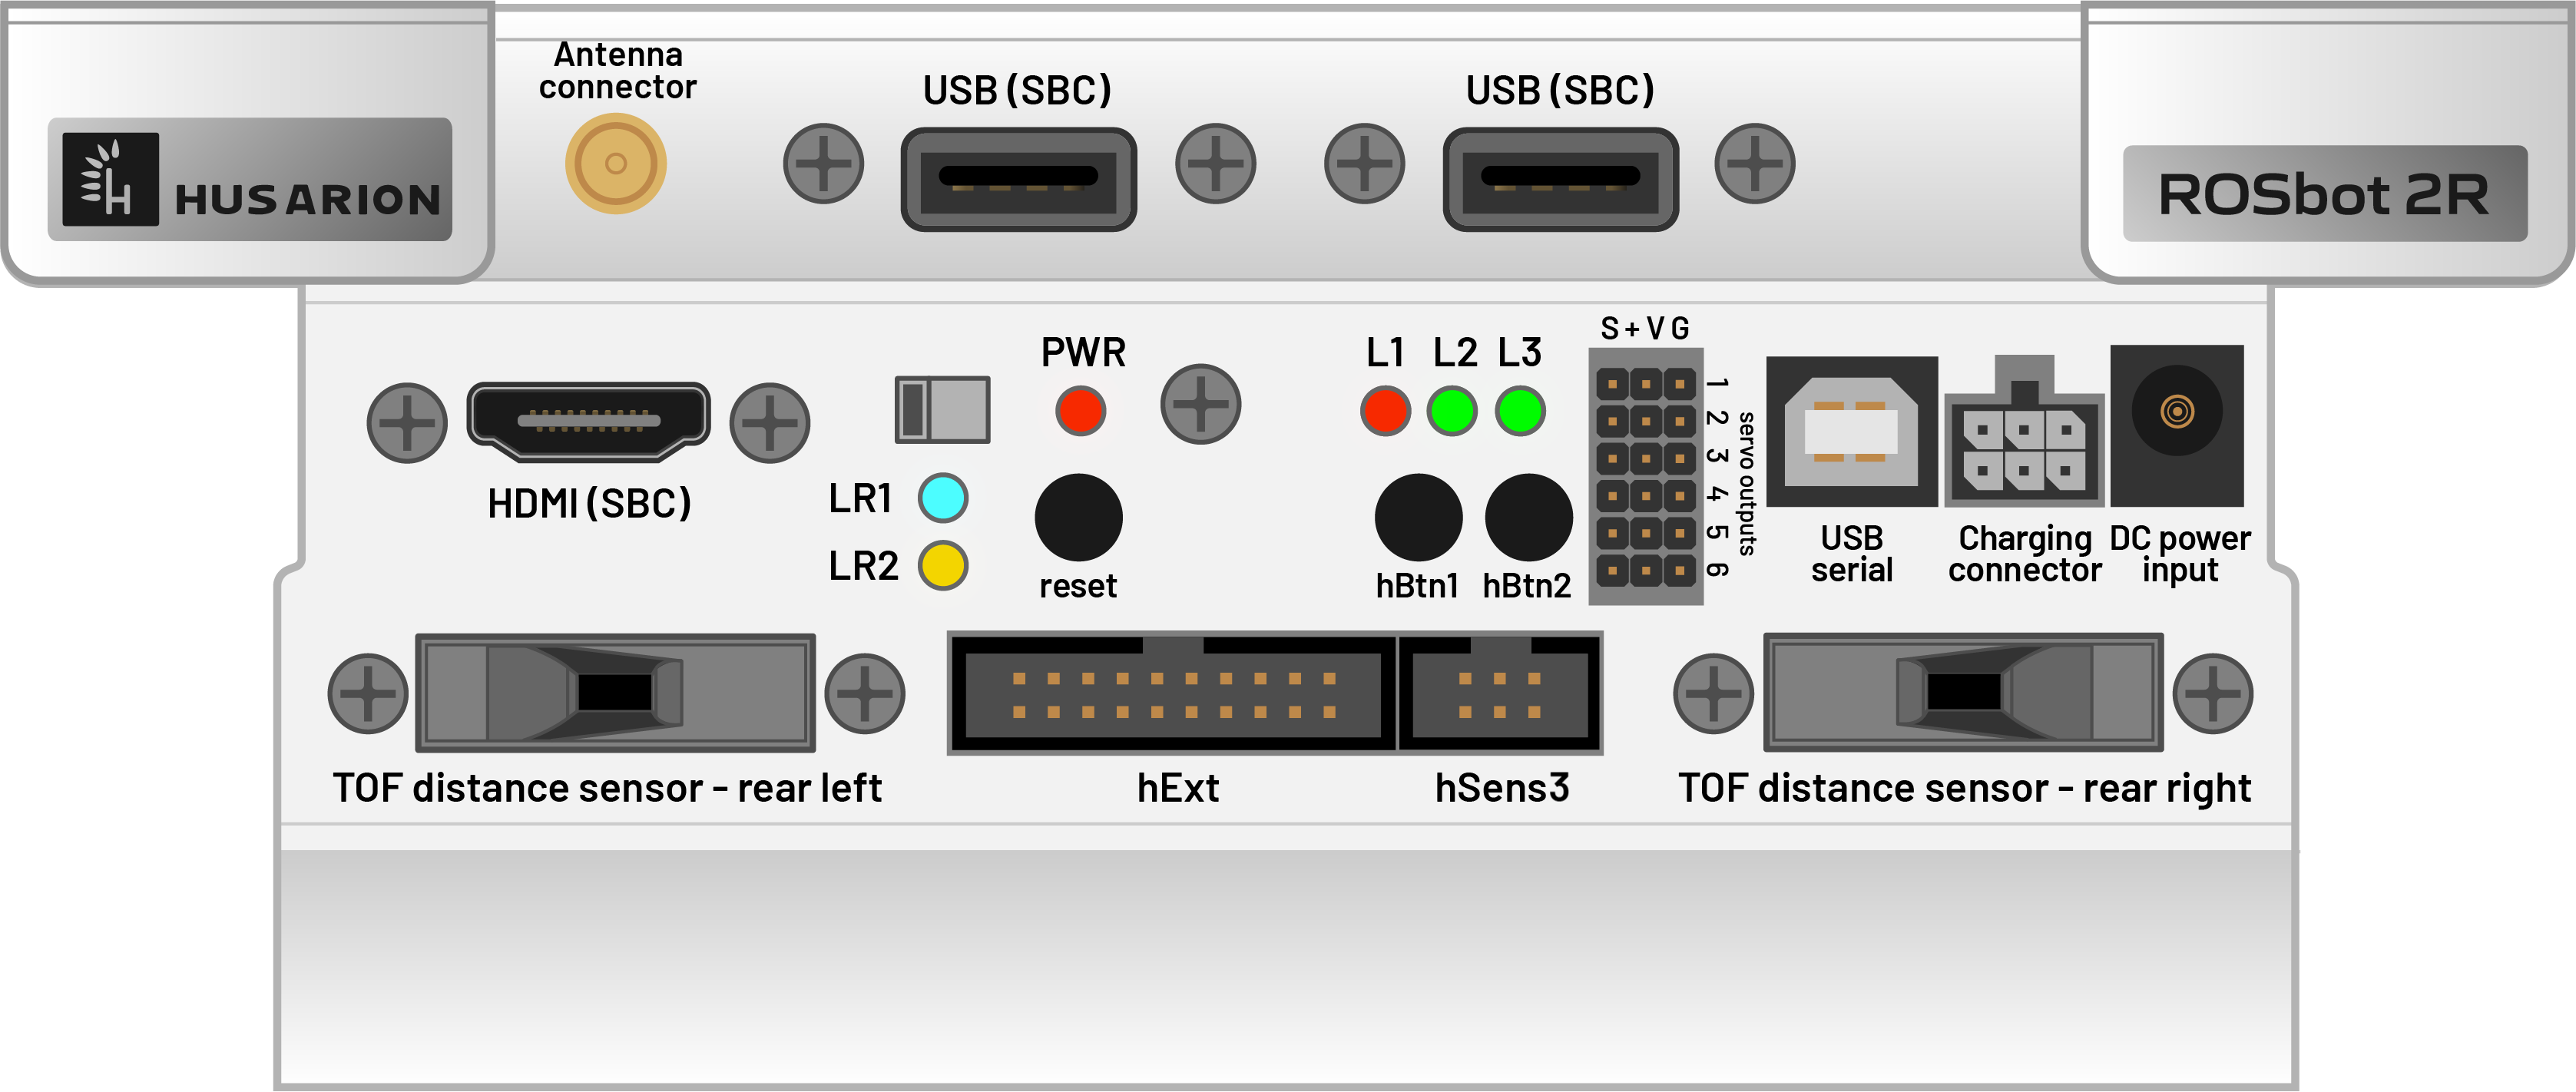 Antenna
connector
USB (SBC)
USB (SBC)
HUSARION
ROSbot 2R
S + V G
PWR
L1 L2 L3
1
2
3
4
5
6
servo outputs
HDMI (SBC)
LR1
LR2
reset
hBtn1
hBtn2
USB
serial
Charging
connector
DC power
input
TOF distance sensor - rear left
hExt
hSens3
TOF distance sensor - rear right